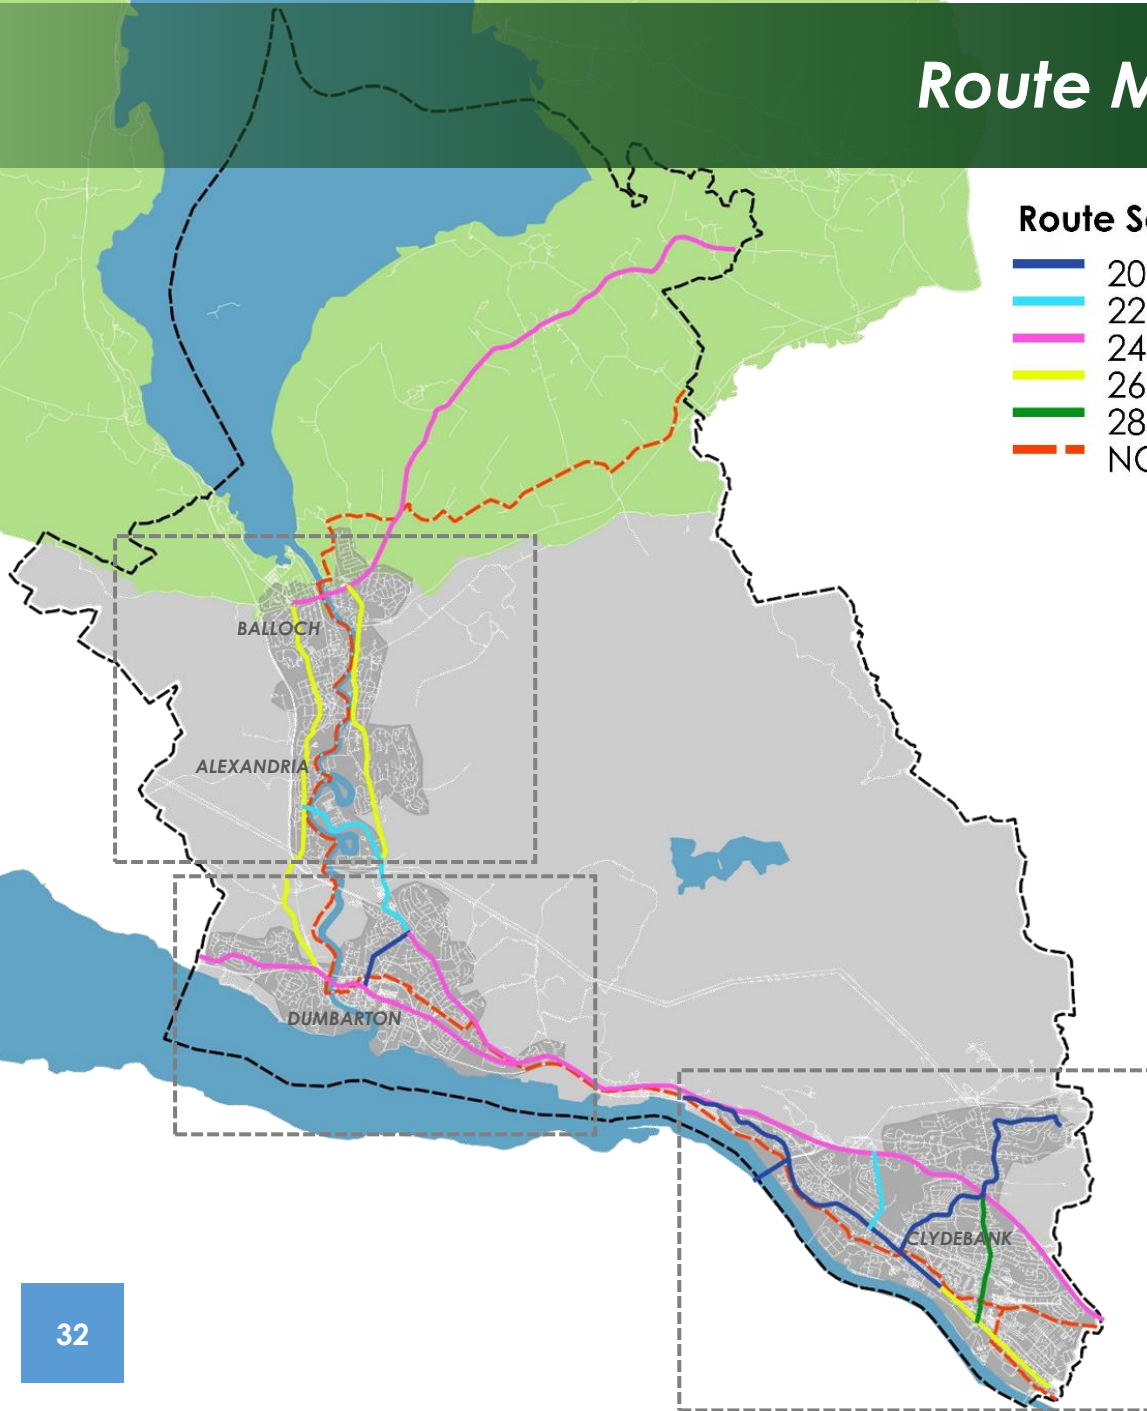 Route M
Route S
20
22
24
26
28
NC
BALLOCH
ALEXANDRIA
DUMBARTON
CLYDEBANK
32